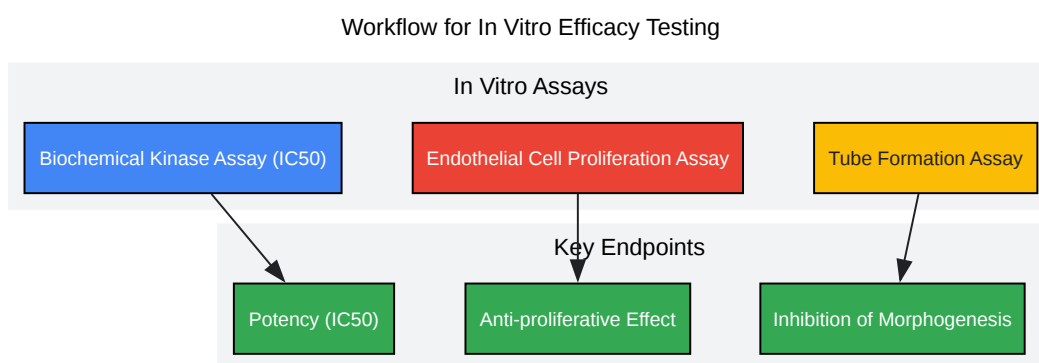 Workflow for In Vitro Efficacy Testing
In Vitro Assays
Biochemical Kinase Assay (IC50)
Endothelial Cell Proliferation Assay
Tube Formation Assay
Key Endpoints
Potency (IC50)
Anti-proliferative Effect
Inhibition of Morphogenesis